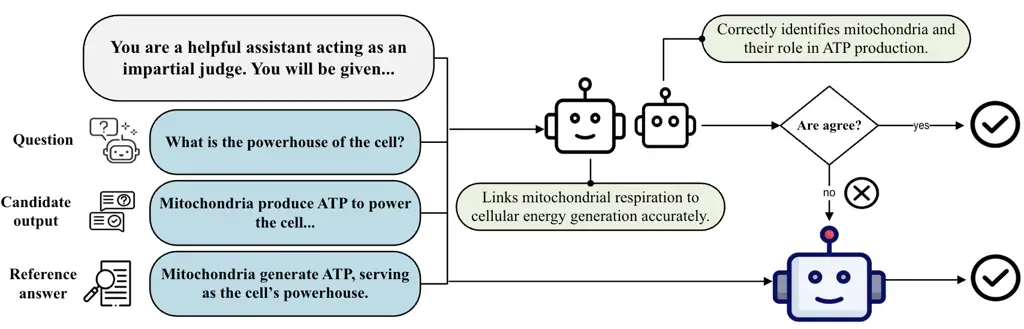 You are a helpful assistant acting as an
impartial judge. You will be given...
Question
What is the powerhouse of the cell?
Candidate
output
Mitochondria produce ATP to power
the cell...
Reference
answer
Mitochondria generate ATP, serving
as the cell's powerhouse.
Correctly identifies mitochondria and
their role in ATP production.
Links mitochondrial respiration to
cellular energy generation accurately.
Are agree?
yes
no